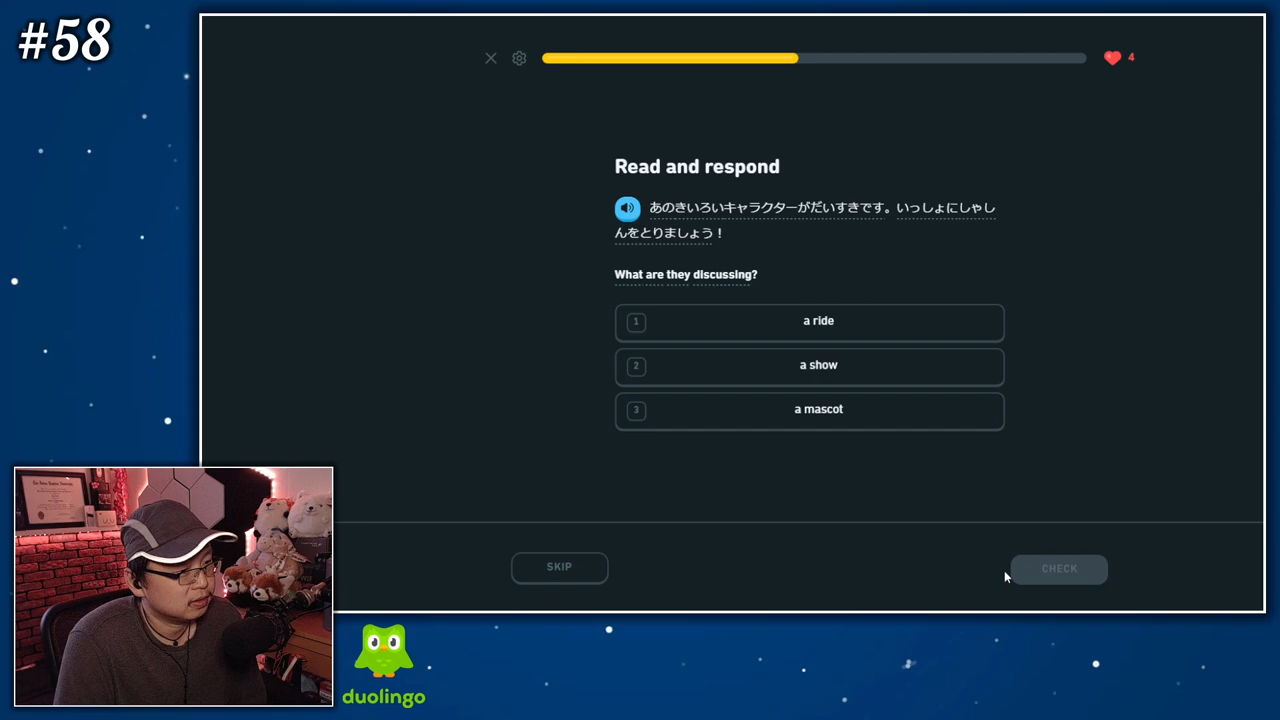 #58
4
Read and respond
あのきいろいキャラクターがだいすきです。いっしょにしゃし
んをとりましょう！
What are they discussing?
1 a ride
2 a show
3 a mascot
SKIP
CHECK
duolingo